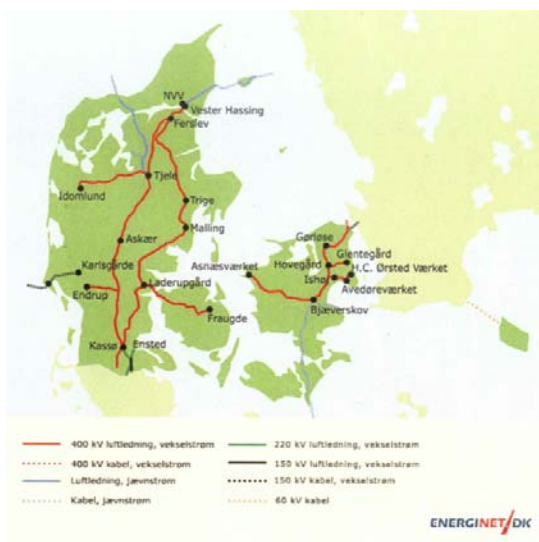 NVV
Vester Hassing
Ferslev
Tjele
Idomlund
Trige
Malling
Askær
Gørløse
Glentegård
Hovegård
H.C. Ørsted Værket
Karlsgårde
Asnæsværket
Ishøj
Avedøreværket
Endrup
Laderupgård
Bjæverskov
Fraugde
Kassø
Ensted
400 kV luftledning, vekselstrøm
400 kV kabel, vekselstrøm
Luftledning, jævnstrøm
Kabel, jævnstrøm
220 kV luftledning, vekselstrøm
150 kV luftledning, vekselstrøm
150 kV kabel, vekselstrøm
60 kV kabel
ENERGINET/DK